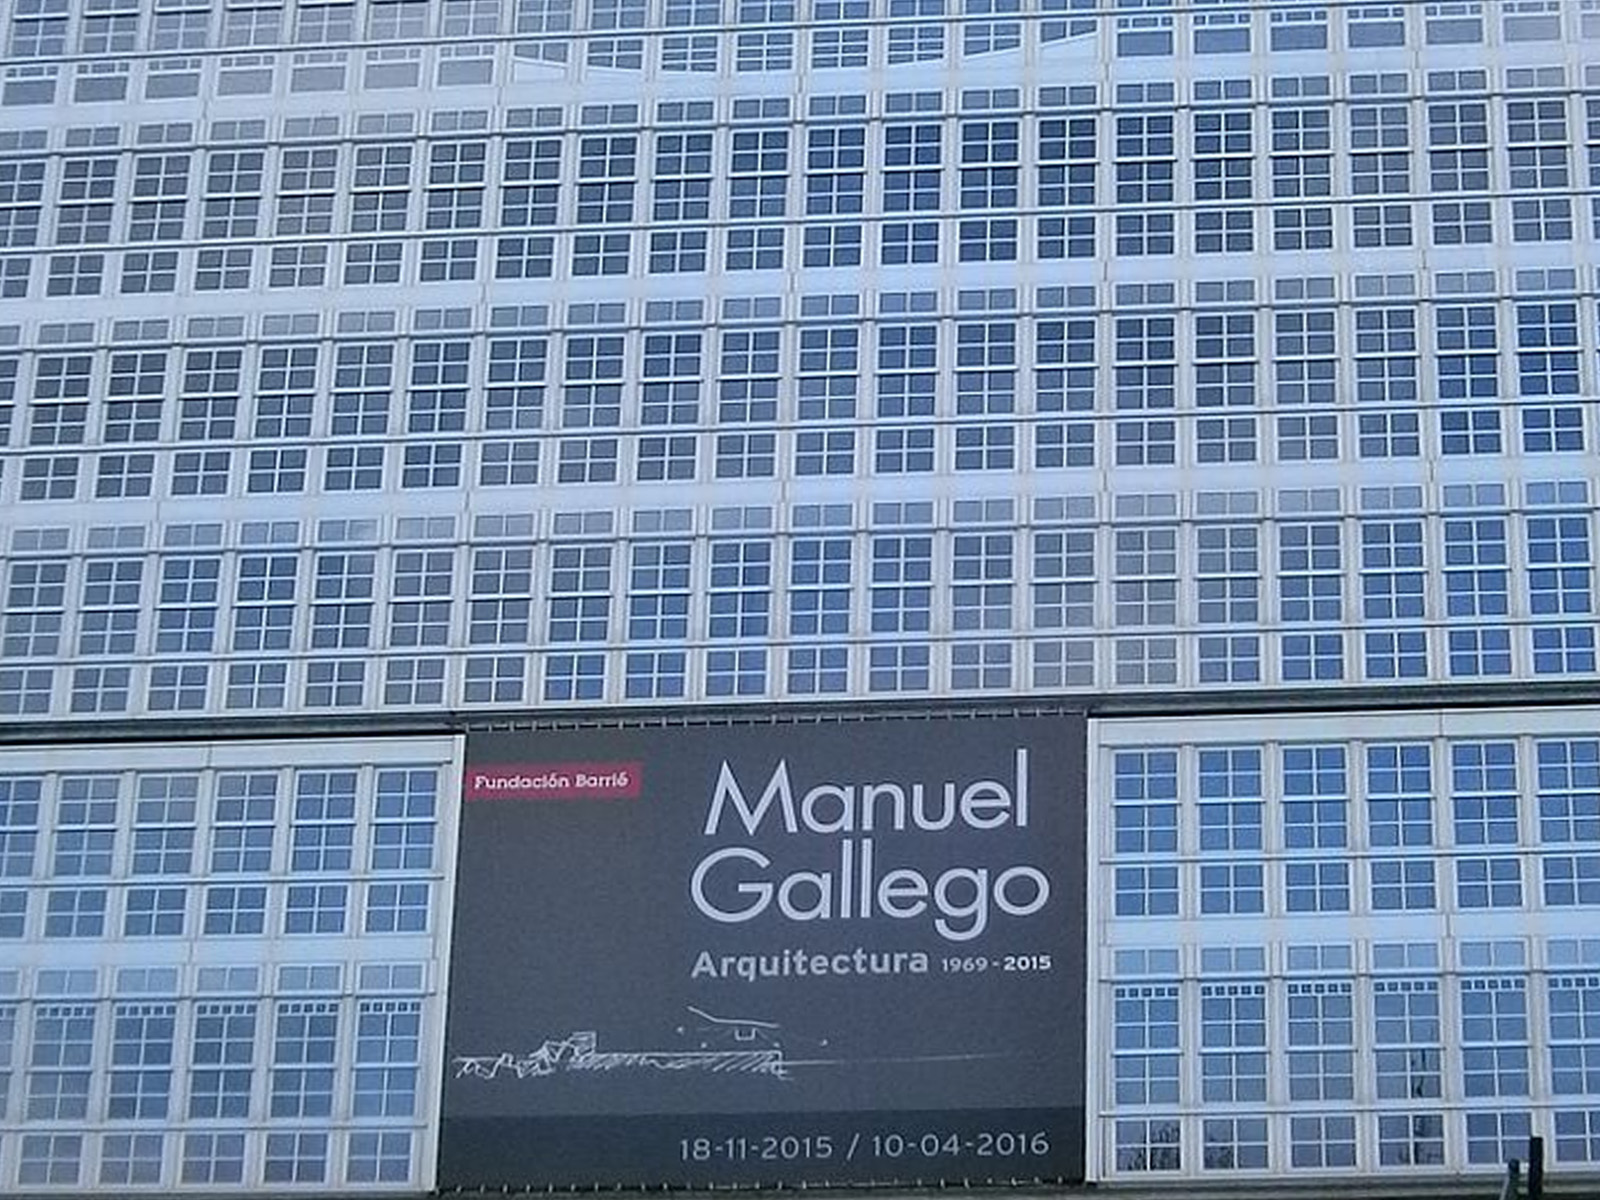 Fundación Barrié
Manuel
Gallego
Arquitectura 1969 - 2015
18-11-2015 / 10-04-2016